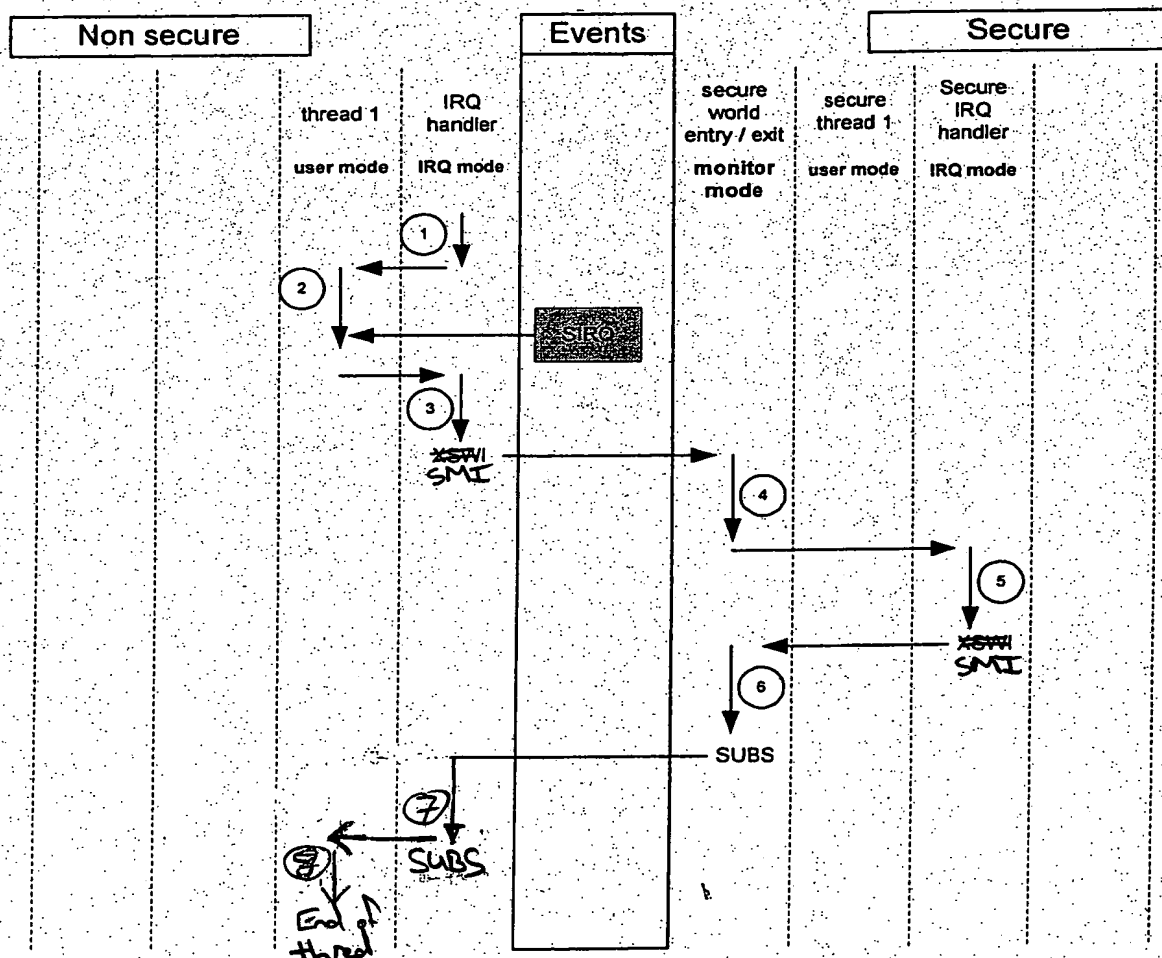 Non secure
Events
Secure
thread 1
user mode
IRQ
handler
IRQ mode
secure
world
entry / exit
monitor
mode
secure
thread 1
user mode
Secure
IRQ
handler
IRQ mode
1
2
SIRQ
3
XSWI
SMI
4
5
XSWI
SMI
6
SUBS
7
SUBS
8
End of
thread